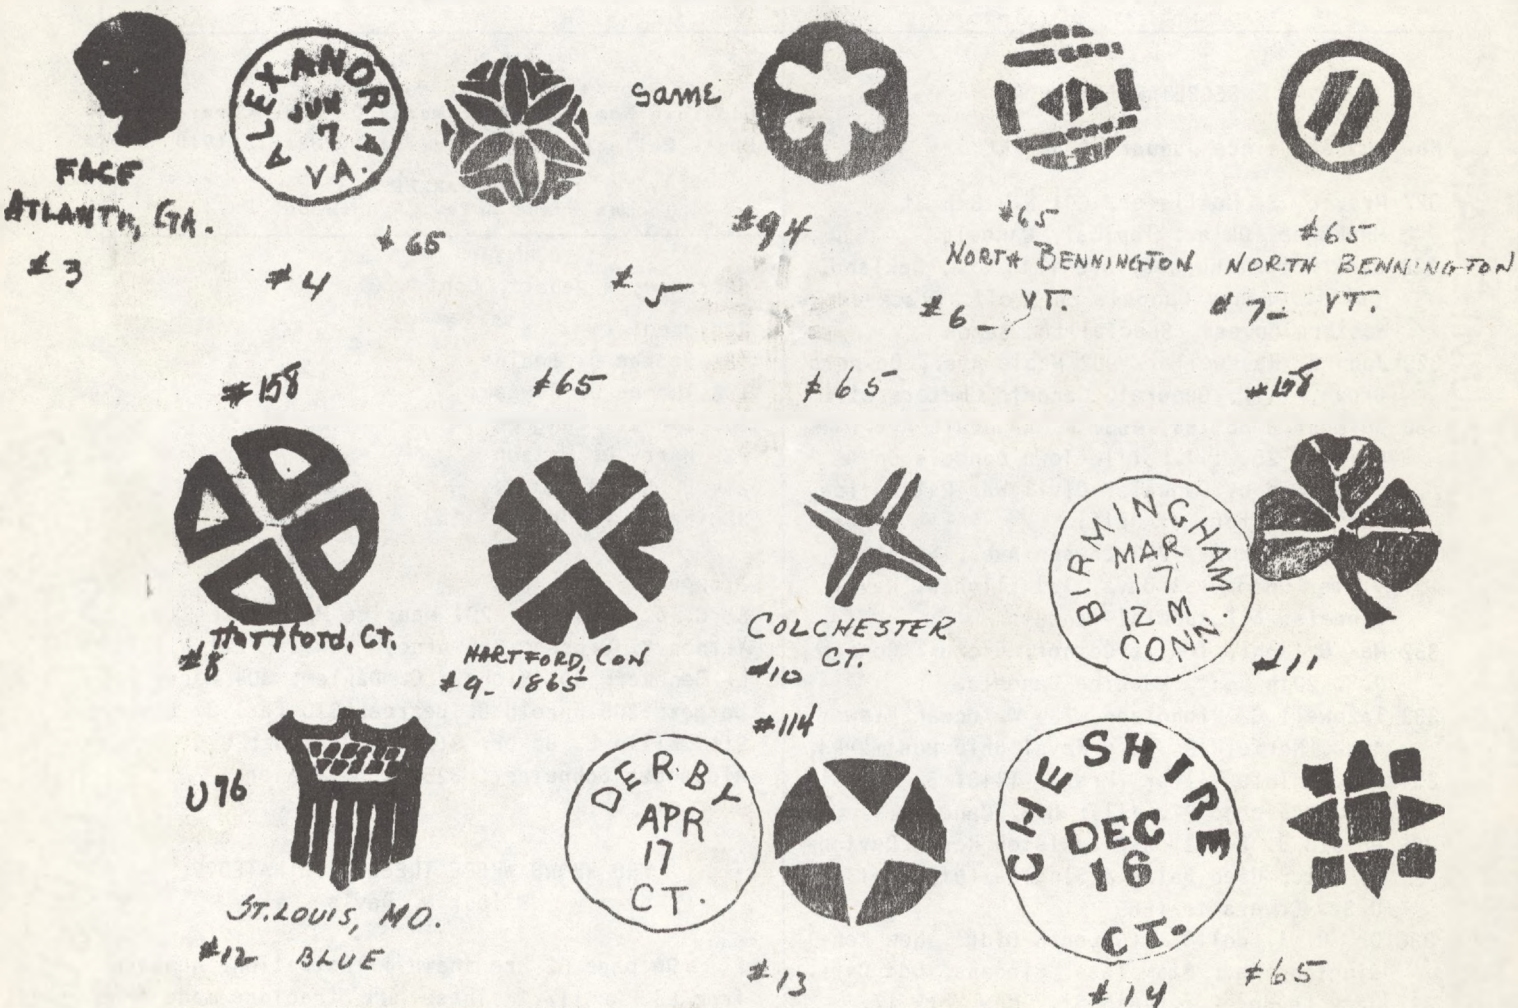 FACE
ATLANTA, GA.
#3
ALEXANDRIA
JUN
7
VA.
#65
#4
same
#5
#94
#65
NORTH BENNINGTON
#6- VT.
#65
NORTH BENNINGTON
#7- VT.
#158
Hartford, CT.
#8
#65
HARTFORD, CON
#9- 1865
#65
COLCHESTER
CT.
#10
#158
BIRMINGHAM
MAR
17
12 M
CONN.
#11
U76
ST. LOUIS, MO.
#12 BLUE
#114
DERBY
APR
17
CT.
#13
CHESHIRE
DEC
16
CT.
#14
#65